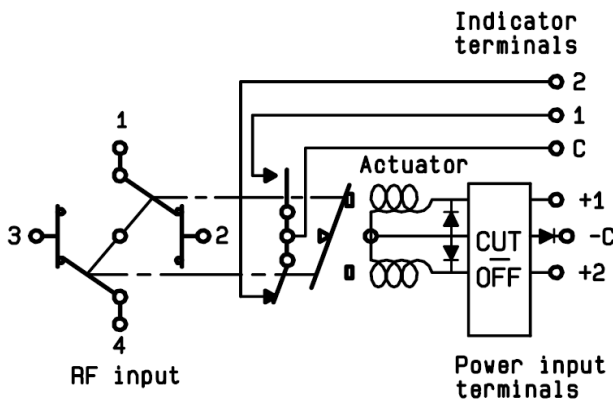 Indicator
terminals
2
1
C
1
Actuator
+1
3
2
CUT
OFF
-C
+2
4
RF input
Power input
terminals